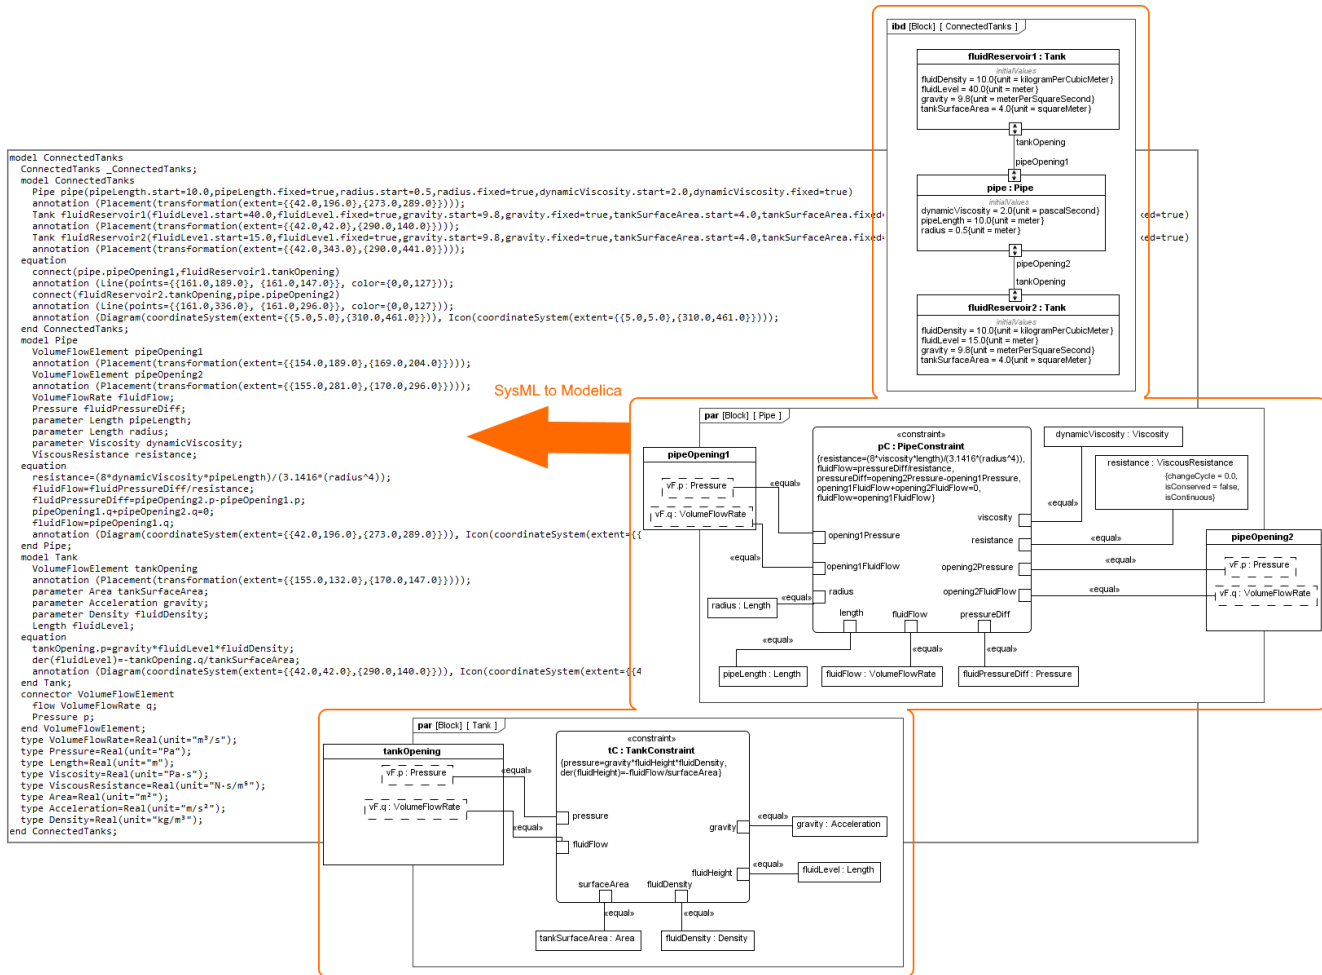 ibd [Block] [ ConnectedTanks ]
fluidReservoir1 : Tank
initialValues
fluidDensity = 10.0{unit = kilogramPerCubicMeter}
fluidLevel = 40.0{unit = meter}
gravity = 9.8{unit = meterPerSquareSecond}
tankSurfaceArea = 4.0{unit = squareMeter}
tankOpening
pipeOpening1
pipe : Pipe
initialValues
dynamicViscosity = 2.0{unit = pascalSecond}
pipeLength = 10.0{unit = meter}
radius = 0.5{unit = meter}
pipeOpening2
tankOpening
fluidReservoir2 : Tank
initialValues
fluidDensity = 10.0{unit = kilogramPerCubicMeter}
fluidLevel = 15.0{unit = meter}
gravity = 9.8{unit = meterPerSquareSecond}
tankSurfaceArea = 4.0{unit = squareMeter}
model ConnectedTanks
ConnectedTanks _ConnectedTanks;
model ConnectedTanks
Pipe pipe(pipeLength.start=10.0,pipeLength.fixed=true,radius.start=0.5,radius.fixed=true,dynamicViscosity.start=2.0,dynamicViscosity.fixed=true)
annotation (Placement(transformation(extent={{42.0,196.0},{273.0,289.0}})));
Tank fluidReservoir1(fluidLevel.start=40.0,fluidLevel.fixed=true,gravity.start=9.8,gravity.fixed=true,tankSurfaceArea.start=4.0,tankSurfaceArea.fixed= xed=true)
annotation (Placement(transformation(extent={{42.0,42.0},{290.0,140.0}})));
Tank fluidReservoir2(fluidLevel.start=15.0,fluidLevel.fixed=true,gravity.start=9.8,gravity.fixed=true,tankSurfaceArea.start=4.0,tankSurfaceArea.fixed= xed=true)
annotation (Placement(transformation(extent={{42.0,343.0},{290.0,441.0}})));
equation
connect(pipe.pipeOpening1,fluidReservoir1.tankOpening)
annotation (Line(points={{161.0,189.0}, {161.0,147.0}}, color={0,0,127}));
connect(fluidReservoir2.tankOpening,pipe.pipeOpening2)
annotation (Line(points={{161.0,336.0}, {161.0,296.0}}, color={0,0,127}));
annotation (Diagram(coordinateSystem(extent={{5.0,5.0},{310.0,461.0}})), Icon(coordinateSystem(extent={{5.0,5.0},{310.0,461.0}})));
end ConnectedTanks;
model Pipe
VolumeFlowElement pipeOpening1
annotation (Placement(transformation(extent={{154.0,189.0},{169.0,204.0}})));
VolumeFlowElement pipeOpening2
annotation (Placement(transformation(extent={{155.0,281.0},{170.0,296.0}})));
VolumeFlowRate fluidFlow;
Pressure fluidPressureDiff;
parameter Length pipeLength;
parameter Length radius;
parameter Viscosity dynamicViscosity;
ViscousResistance resistance;
equation
resistance=(8*dynamicViscosity*pipeLength)/(3.1416*(radius^4));
fluidFlow=fluidPressureDiff/resistance;
fluidPressureDiff=pipeOpening2.p-pipeOpening1.p;
pipeOpening1.q+pipeOpening2.q=0;
fluidFlow=pipeOpening1.q;
annotation (Diagram(coordinateSystem(extent={{42.0,196.0},{273.0,289.0}})), Icon(coordinateSystem(extent={{
end Pipe;
model Tank
VolumeFlowElement tankOpening
annotation (Placement(transformation(extent={{155.0,132.0},{170.0,147.0}})));
parameter Area tankSurfaceArea;
parameter Acceleration gravity;
parameter Density fluidDensity;
Length fluidLevel;
equation
tankOpening.p=gravity*fluidLevel*fluidDensity;
der(fluidLevel)=-tankOpening.q/tankSurfaceArea;
annotation (Diagram(coordinateSystem(extent={{42.0,42.0},{290.0,140.0}})), Icon(coordinateSystem(extent={{4
end Tank;
connector VolumeFlowElement
flow VolumeFlowRate q;
Pressure p;
end VolumeFlowElement;
type VolumeFlowRate=Real(unit="m³/s");
type Pressure=Real(unit="Pa");
type Length=Real(unit="m");
type Viscosity=Real(unit="Pa·s");
type ViscousResistance=Real(unit="N·s/m⁵");
type Area=Real(unit="m²");
type Acceleration=Real(unit="m/s²");
type Density=Real(unit="kg/m³");
end ConnectedTanks;
SysML to Modelica
par [Block] [ Pipe ]
pipeOpening1
vF.p : Pressure
vF.q : VolumeFlowRate
«equal»
«equal»
«constraint»
pC : PipeConstraint
{resistance=(8*viscosity*length)/(3.1416*(radius^4)),
fluidFlow=pressureDiff/resistance,
pressureDiff=opening2Pressure-opening1Pressure,
opening1FluidFlow+opening2FluidFlow=0,
fluidFlow=opening1FluidFlow}
dynamicViscosity : Viscosity
resistance : ViscousResistance
{changeCycle = 0.0,
isConserved = false,
isContinuous}
viscosity
«equal»
opening1Pressure
resistance
«equal»
pipeOpening2
opening1FluidFlow
opening2Pressure
«equal»
vF.p : Pressure
radius
opening2FluidFlow
«equal»
vF.q : VolumeFlowRate
«equal»
radius : Length
length
fluidFlow
pressureDiff
«equal»
«equal»
«equal»
pipeLength : Length
fluidFlow : VolumeFlowRate
fluidPressureDiff : Pressure
par [Block] [ Tank ]
tankOpening
vF.p : Pressure
vF.q : VolumeFlowRate
«equal»
«equal»
«constraint»
tC : TankConstraint
{pressure=gravity*fluidHeight*fluidDensity,
der(fluidHeight)=-fluidFlow/surfaceArea}
pressure
fluidFlow
gravity
«equal»
gravity : Acceleration
fluidHeight
«equal»
fluidLevel : Length
surfaceArea
fluidDensity
«equal»
«equal»
tankSurfaceArea : Area
fluidDensity : Density